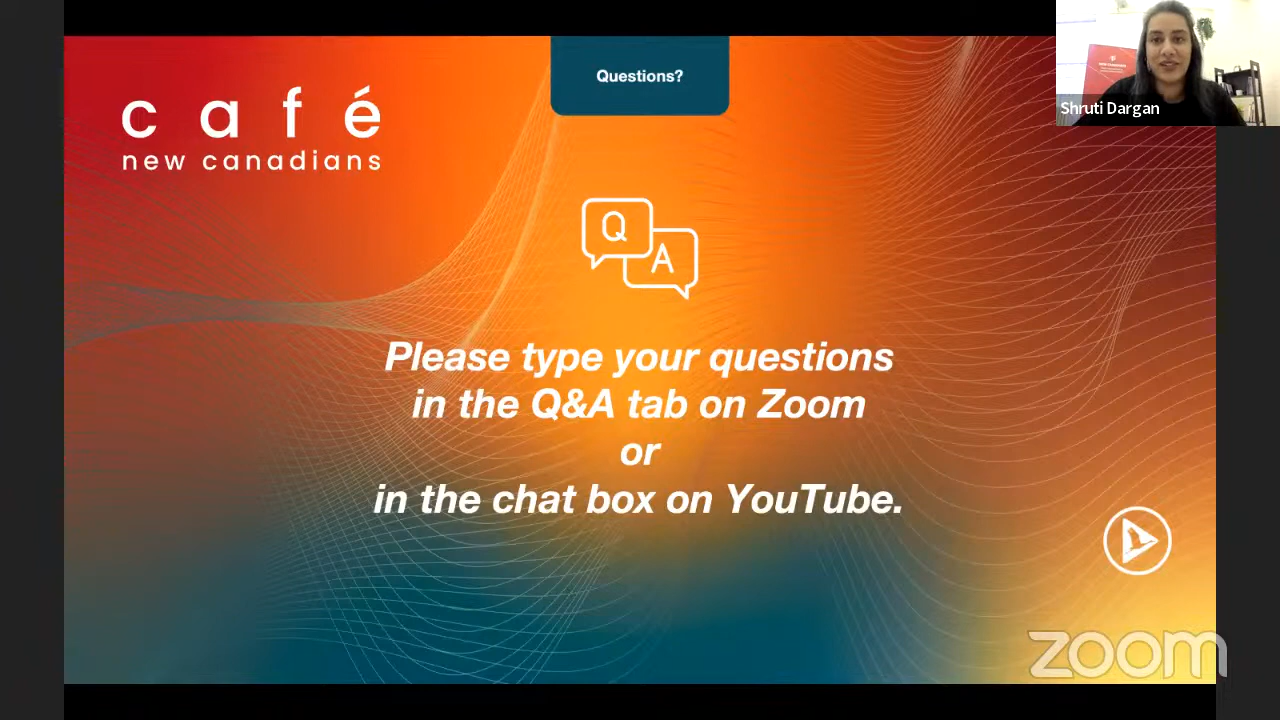 Questions?
café
new canadians
Shruti Dargan
Q
A
Please type your questions
in the Q&A tab on Zoom
or
in the chat box on YouTube.
zoom